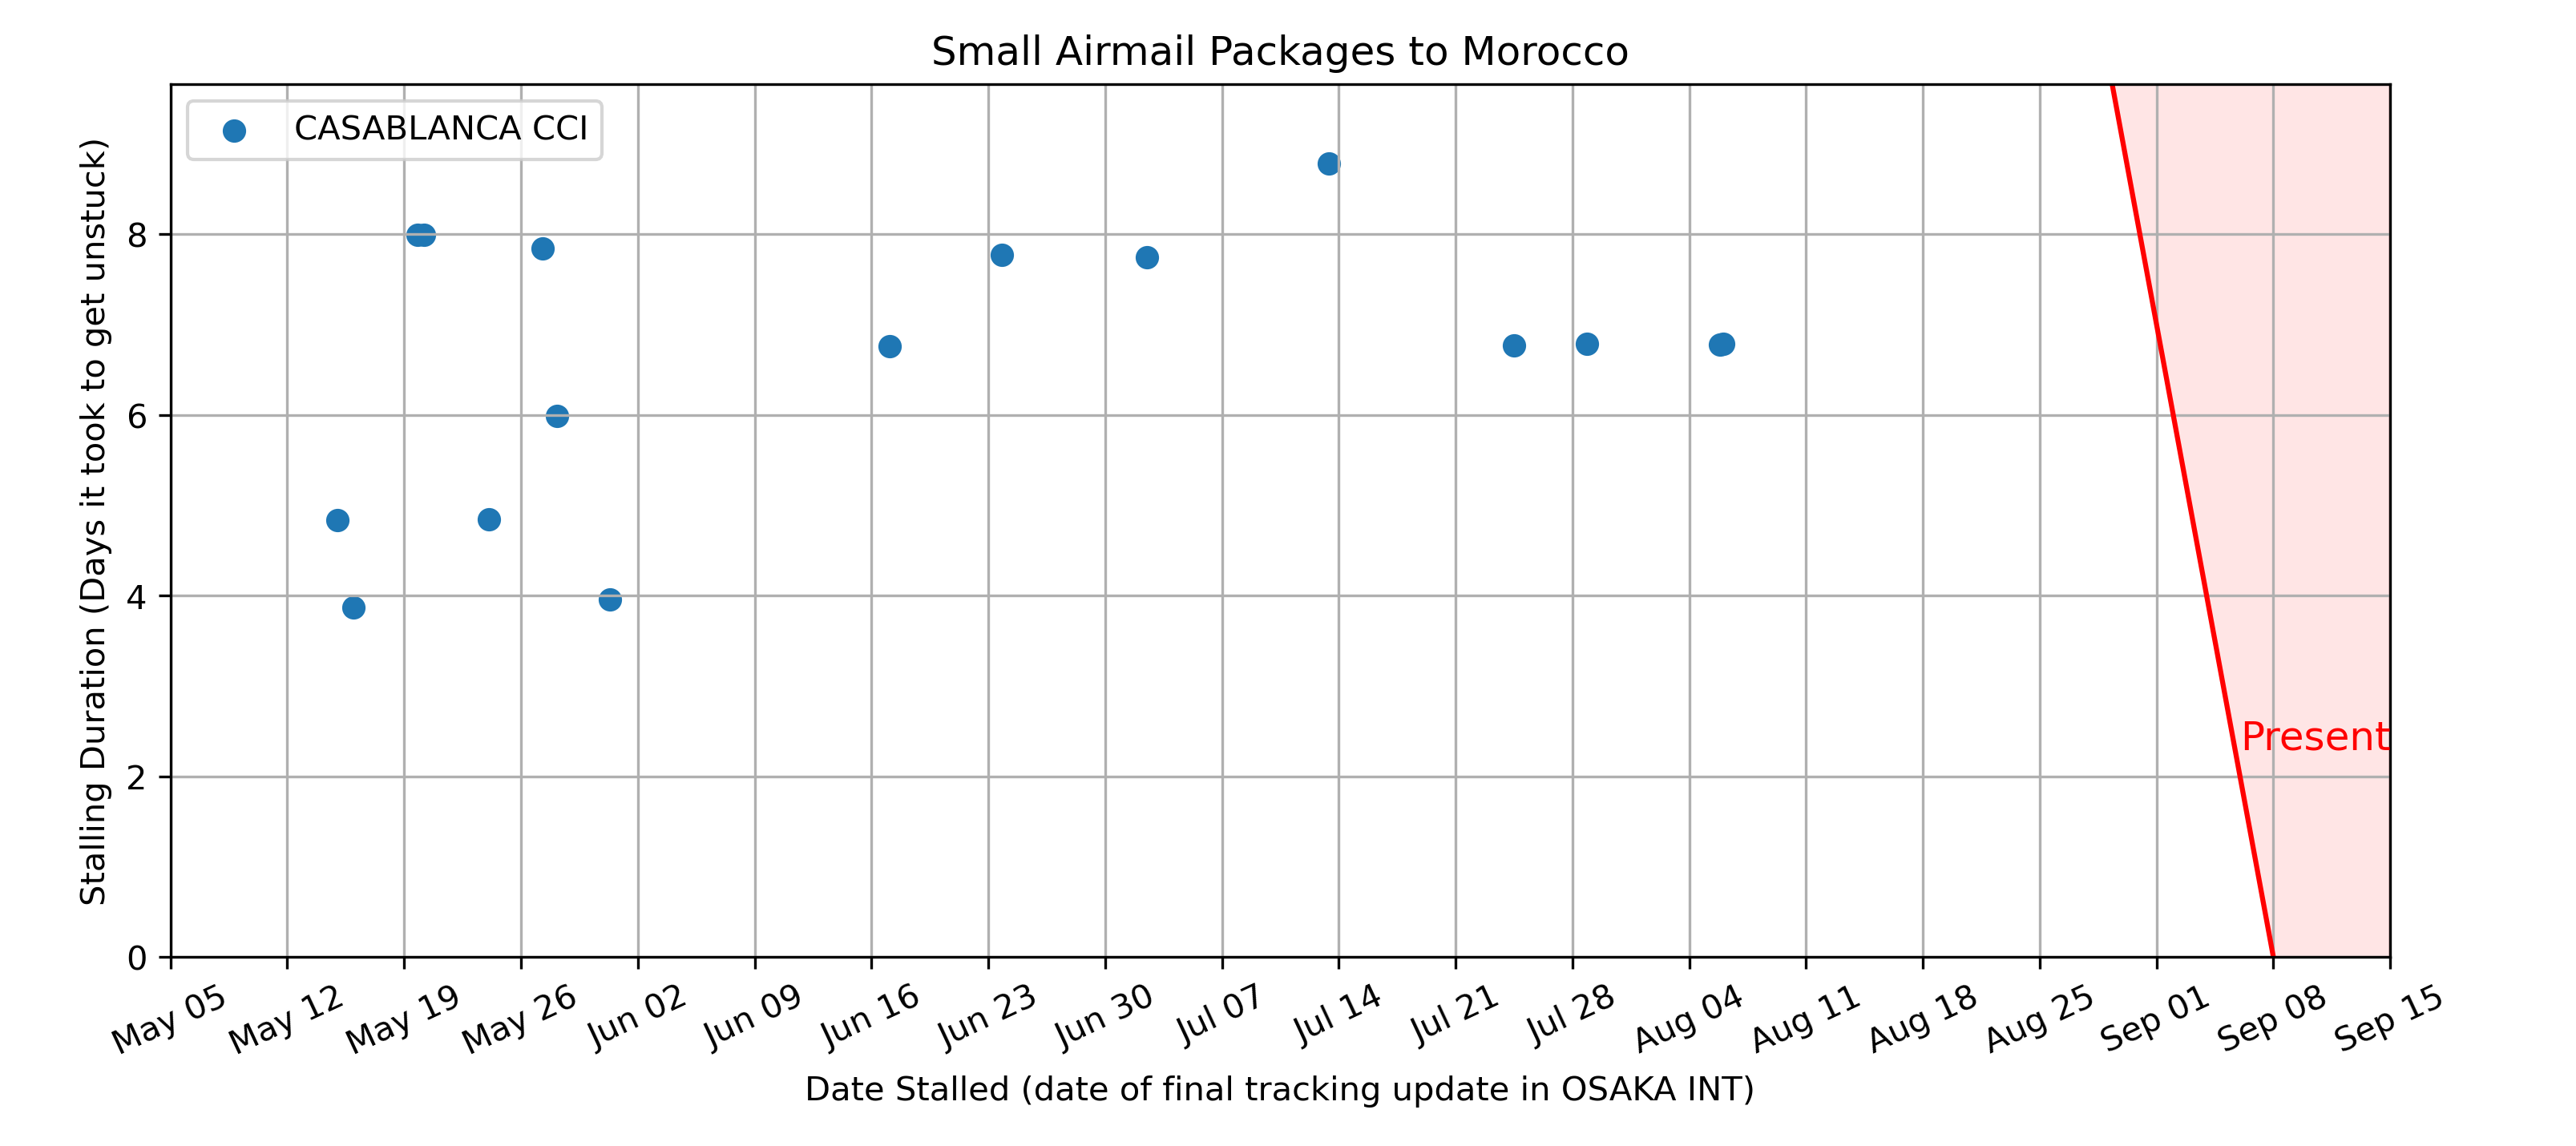 Small Airmail Packages to Morocco
CASABLANCA CCI
Stalling Duration (Days it took to get unstuck)
8
6
4
2
0
Present
May 05
May 12
May 19
May 26
Jun 02
Jun 09
Jun 16
Jun 23
Jun 30
Jul 07
Jul 14
Jul 21
Jul 28
Aug 04
Aug 11
Aug 18
Aug 25
Sep 01
Sep 08
Sep 15
Date Stalled (date of final tracking update in OSAKA INT)